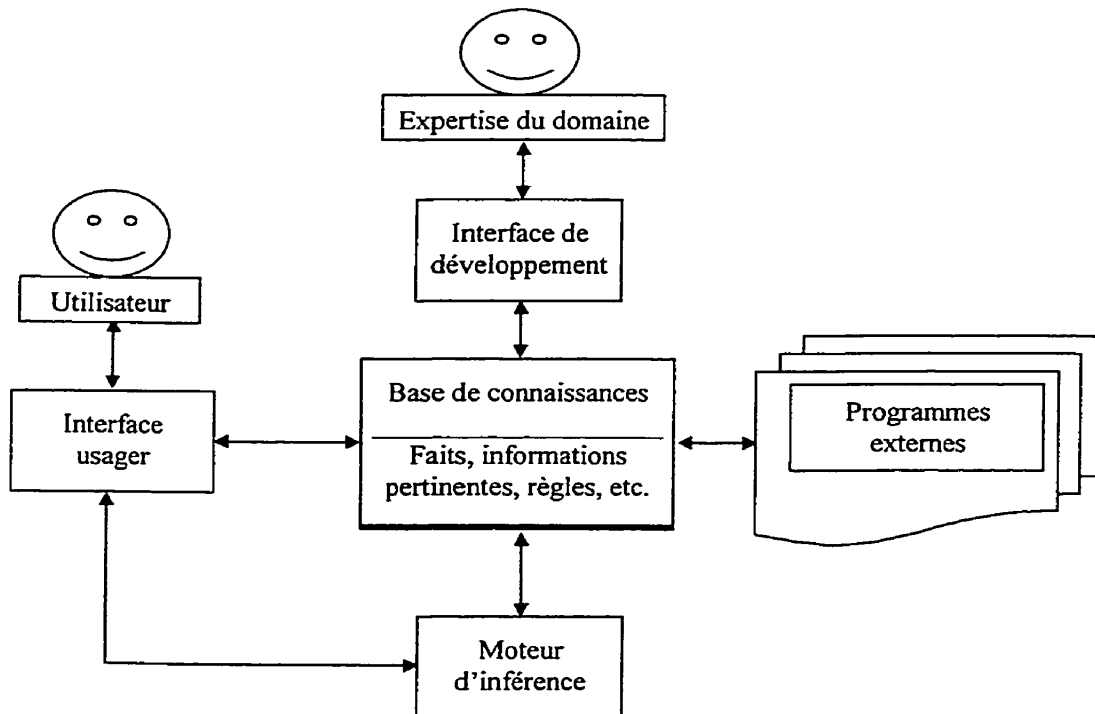 Expertise du domaine
Interface de
développement
Utilisateur
Interface
usager
Base de connaissances
Faits, informations
pertinentes, règles, etc.
Programmes
externes
Moteur
d'inférence